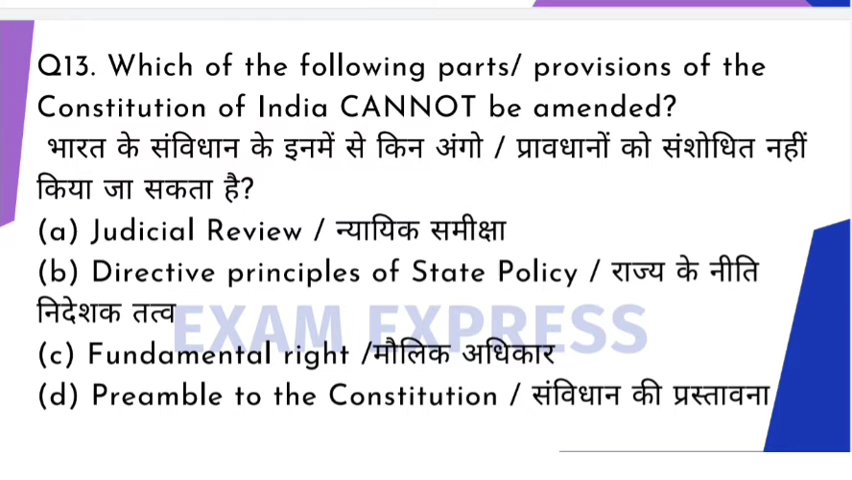 Q13. Which of the following parts/ provisions of the
Constitution of India CANNOT be amended?
भारत के संविधान के इनमें से किन अंगो / प्रावधानों को संशोधित नहीं
किया जा सकता है?
(a) Judicial Review / न्यायिक समीक्षा
(b) Directive principles of State Policy / राज्य के नीति
निदेशक तत्व
EXAM EXPRESS
(c) Fundamental right /मौलिक अधिकार
(d) Preamble to the Constitution / संविधान की प्रस्तावना